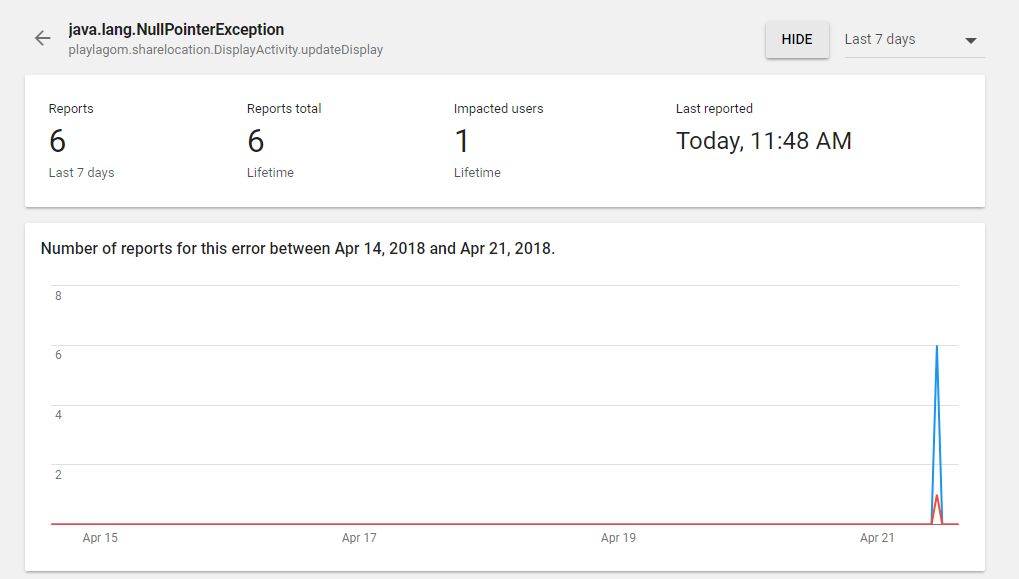 java.lang.NullPointerException
playlagom.sharelocation.DisplayActivity.updateDisplay
HIDE
Last 7 days
Reports
6
Last 7 days
Reports total
6
Lifetime
Impacted users
1
Lifetime
Last reported
Today, 11:48 AM
Number of reports for this error between Apr 14, 2018 and Apr 21, 2018.
8
6
4
2
Apr 15 Apr 17 Apr 19 Apr 21